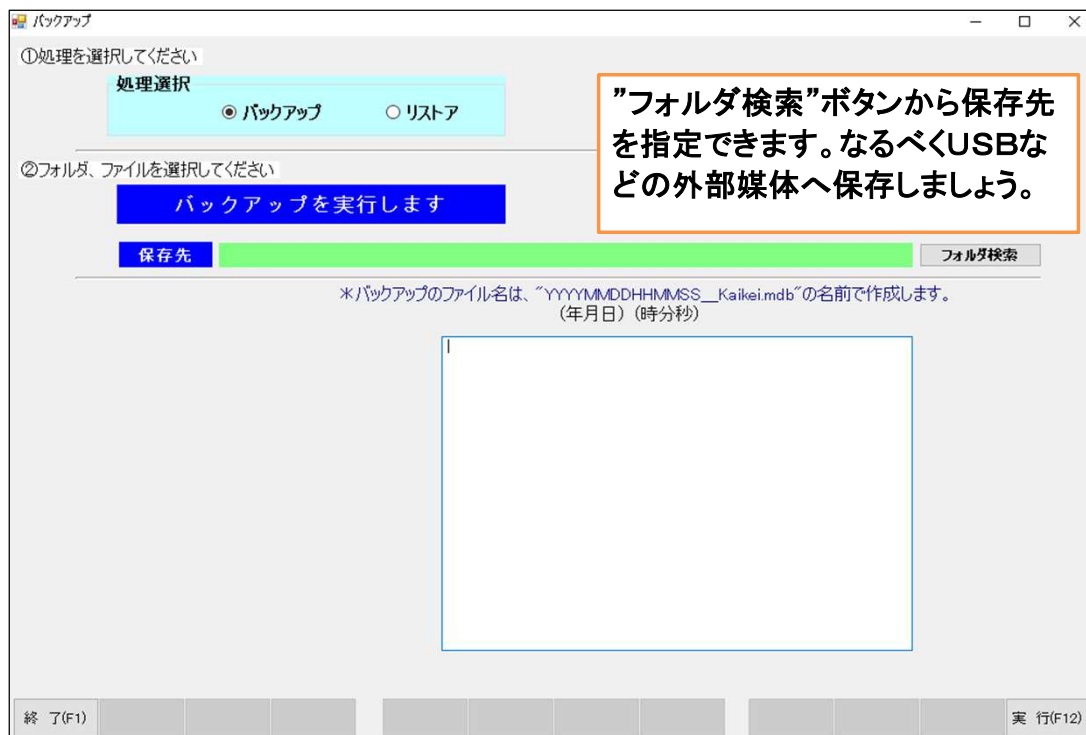 バックアップ
①処理を選択してください
処理選択
バックアップ
リストア
”フォルダ検索”ボタンから保存先
を指定できます。なるべくＵＳＢな
どの外部媒体へ保存しましょう。
②フォルダ、ファイルを選択してください
バックアップを実行します
保存先
フォルダ検索
＊バックアップのファイル名は、”YYYYMMDDHHMMSS__Kaikei.mdb”の名前で作成します。
（年月日）（時分秒）
終 了(F1)
実 行(F12)